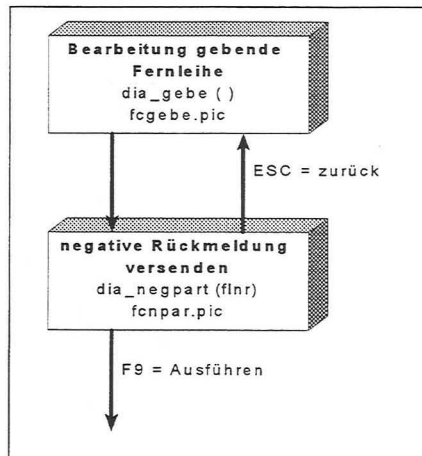 Bearbeitung gebende
Fernleihe
dia_gebe ( )
fcgebe.pic
ESC = zurück
negative Rückmeldung
versenden
dia_negpart (flnr)
fcnpar.pic
F9 = Ausführen